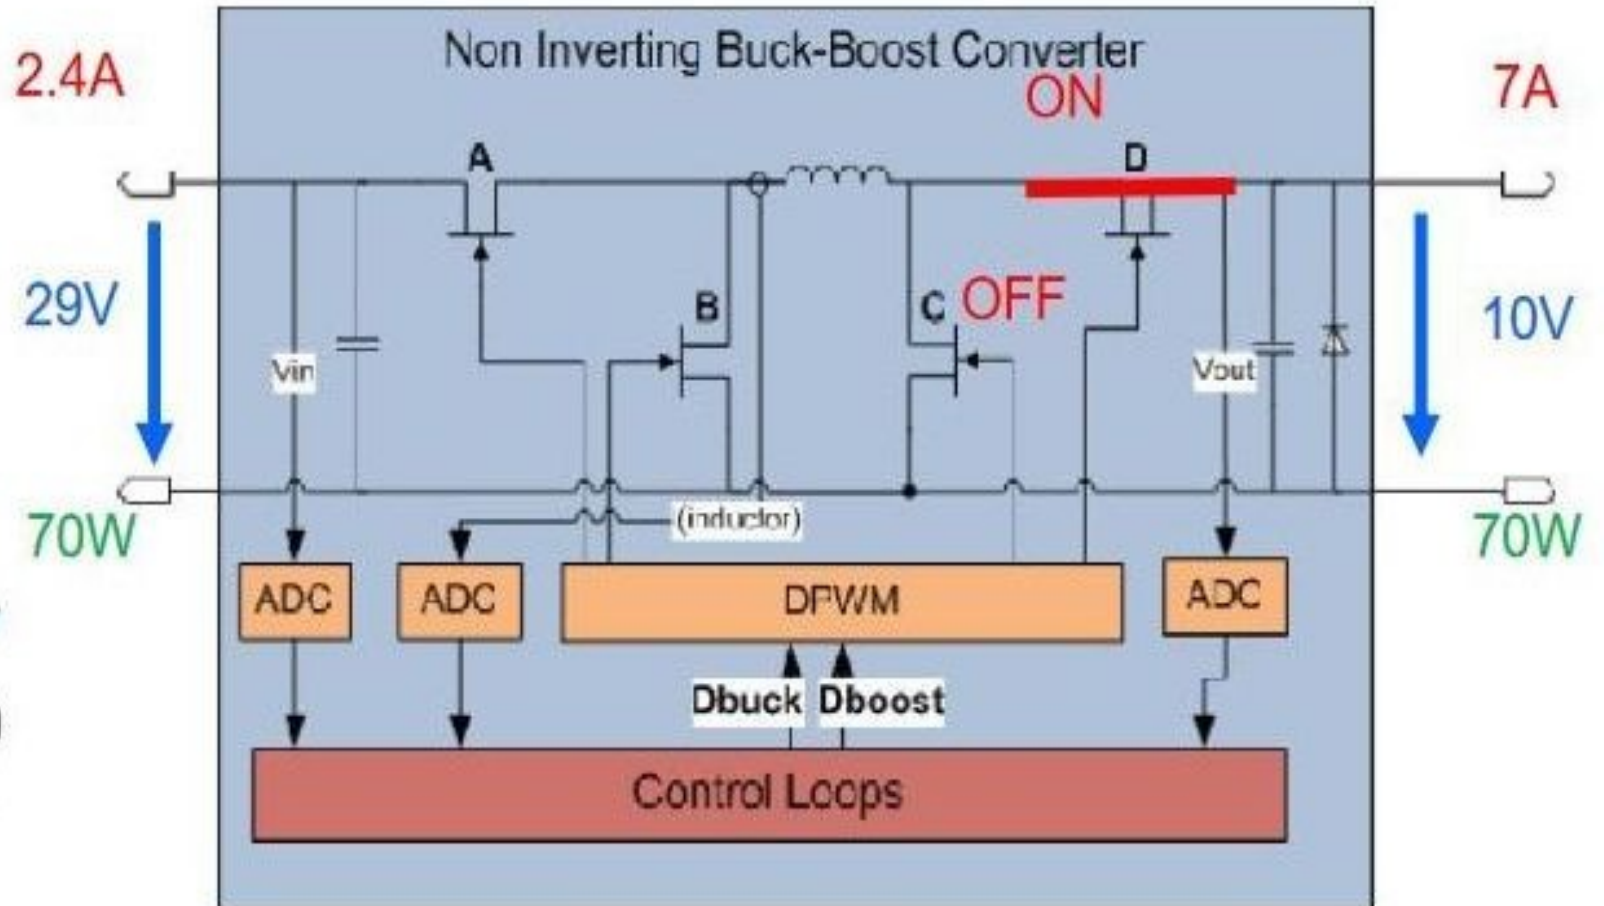 Non Inverting Buck-Boost Converter
2.4A
ON
7A
A
D
29V
B
C
OFF
10V
Vin
Vout
70W
(inductor)
70W
ADC
ADC
DPWM
ADC
Dbuck
Dboost
Control Loops